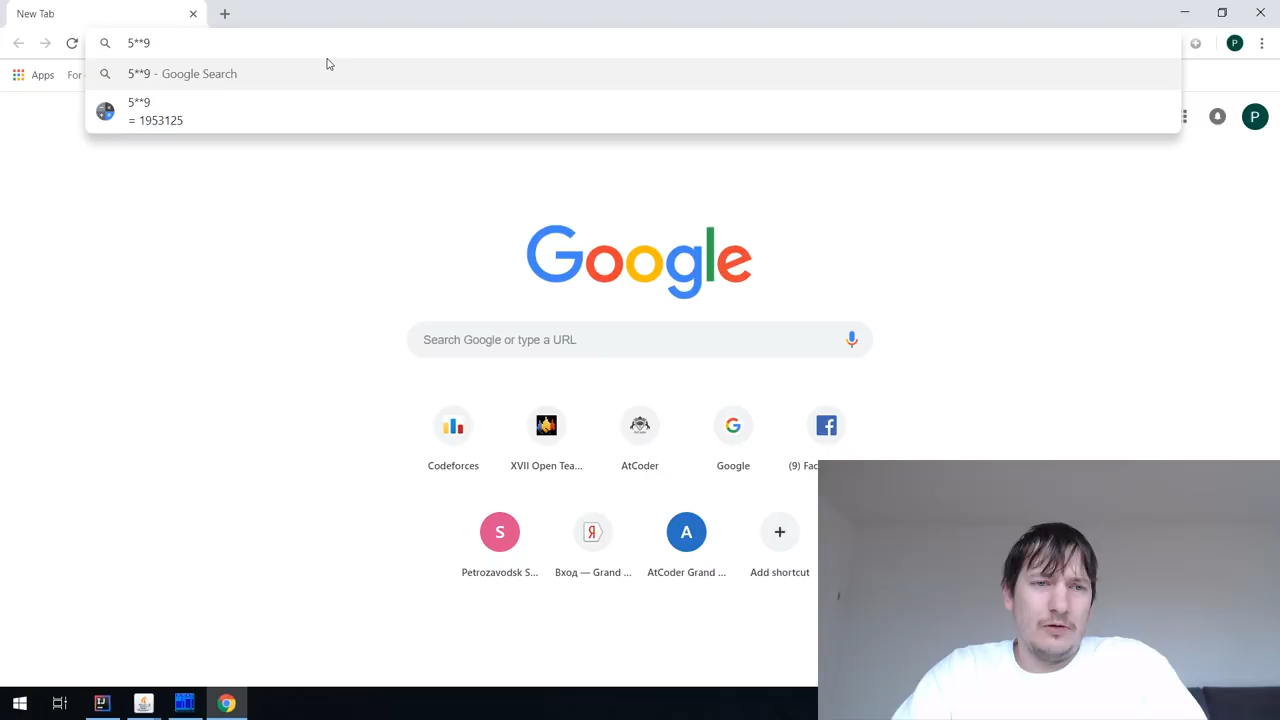 New Tab
5**9
Apps
For
5**9 - Google Search
5**9
= 1953125
P
P
Google
Search Google or type a URL
Codeforces
XVII Open Tea...
AtCoder
Google
(9) Fac
S
Я
A
Petrozavodsk S...
Вход — Grand ...
AtCoder Grand ...
Add shortcut